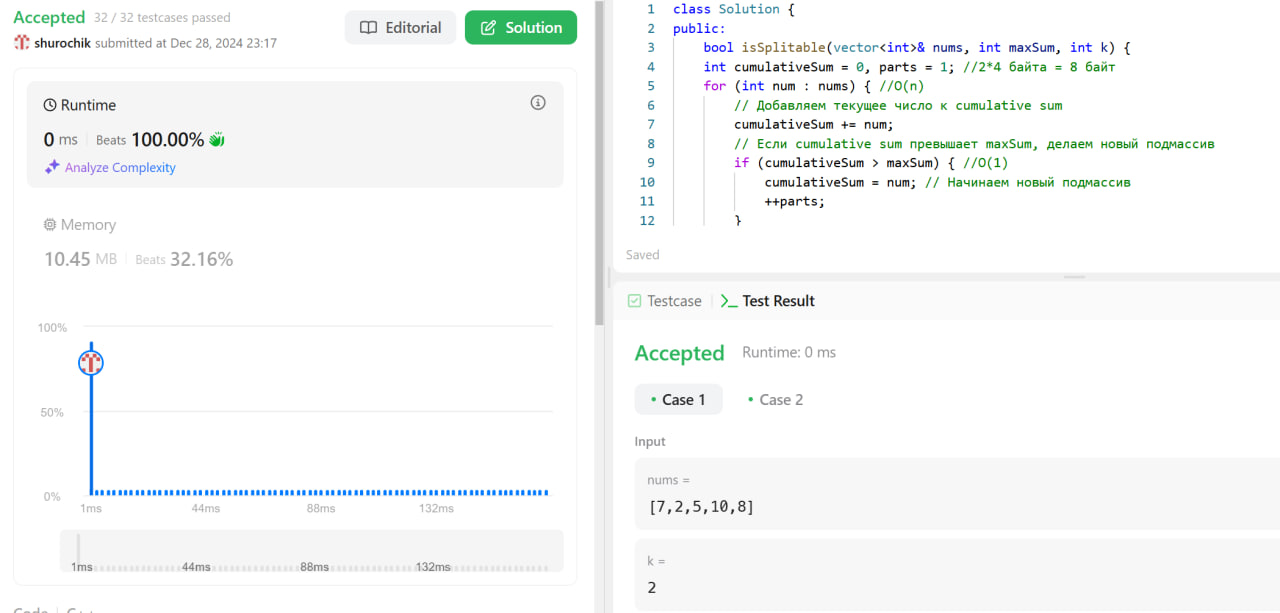 Accepted 32 / 32 testcases passed
shurochik submitted at Dec 28, 2024 23:17
Editorial
Solution
Runtime
0 ms Beats 100.00%
Analyze Complexity
Memory
10.45 MB Beats 32.16%
100%
50%
0%
1ms 44ms 88ms 132ms
1ms 44ms 88ms 132ms
Code C++
1 class Solution {
2 public:
3 bool isSplitable(vector<int>& nums, int maxSum, int k) {
4 int cumulativeSum = 0, parts = 1; //2*4 байта = 8 байт
5 for (int num : nums) { //O(n)
6 // Добавляем текущее число к cumulative sum
7 cumulativeSum += num;
8 // Если cumulative sum превышает maxSum, делаем новый подмассив
9 if (cumulativeSum > maxSum) { //O(1)
10 cumulativeSum = num; // Начинаем новый подмассив
11 ++parts;
12 }
Saved
Testcase Test Result
Accepted Runtime: 0 ms
Case 1 Case 2
Input
nums =
[7,2,5,10,8]
k =
2